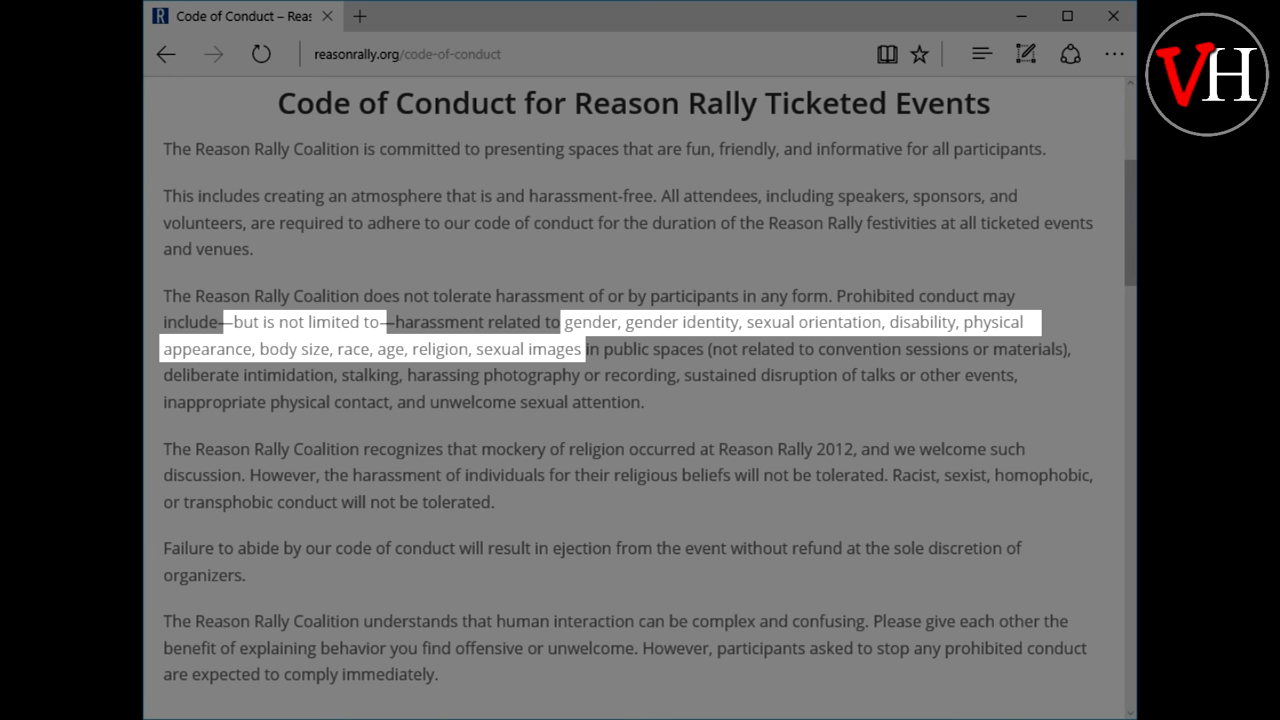 Code of Conduct – Reas
VH
reasonrally.org/code-of-conduct
Code of Conduct for Reason Rally Ticketed Events
The Reason Rally Coalition is committed to presenting spaces that are fun, friendly, and informative for all participants.
This includes creating an atmosphere that is and harassment-free. All attendees, including speakers, sponsors, and
volunteers, are required to adhere to our code of conduct for the duration of the Reason Rally festivities at all ticketed events
and venues.
The Reason Rally Coalition does not tolerate harassment of or by participants in any form. Prohibited conduct may
include—but is not limited to—harassment related to gender, gender identity, sexual orientation, disability, physical
appearance, body size, race, age, religion, sexual images in public spaces (not related to convention sessions or materials),
deliberate intimidation, stalking, harassing photography or recording, sustained disruption of talks or other events,
inappropriate physical contact, and unwelcome sexual attention.
The Reason Rally Coalition recognizes that mockery of religion occurred at Reason Rally 2012, and we welcome such
discussion. However, the harassment of individuals for their religious beliefs will not be tolerated. Racist, sexist, homophobic,
or transphobic conduct will not be tolerated.
Failure to abide by our code of conduct will result in ejection from the event without refund at the sole discretion of
organizers.
The Reason Rally Coalition understands that human interaction can be complex and confusing. Please give each other the
benefit of explaining behavior you find offensive or unwelcome. However, participants asked to stop any prohibited conduct
are expected to comply immediately.